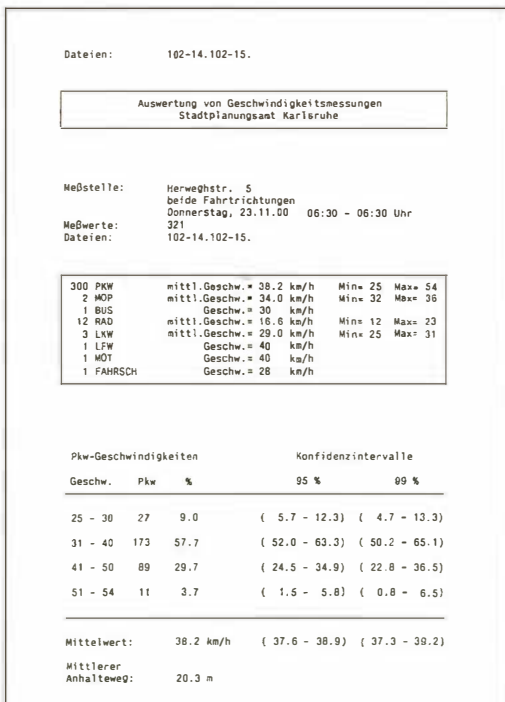 Dateien: 102-14.102-15.
Auswertung von Geschwindigkeitsmessungen
Stadtplanungsamt Karlsruhe
Meßstelle: Herweghstr. 5
beide Fahrtrichtungen
Donnerstag, 23.11.00 06:30 - 06:30 Uhr
Meßwerte: 321
Dateien: 102-14.102-15.
300 PKW mittl.Geschw.= 38.2 km/h Min= 25 Max= 54
2 MOP mittl.Geschw.= 34.0 km/h Min= 32 Max= 36
1 BUS Geschw.= 30 km/h
12 RAD mittl.Geschw.= 16.6 km/h Min= 12 Max= 23
3 LKW mittl.Geschw.= 29.0 km/h Min= 25 Max= 31
1 LFW Geschw.= 40 km/h
1 MOT Geschw.= 40 km/h
1 FAHRSCH Geschw.= 28 km/h
Pkw-Geschwindigkeiten Konfidenzintervalle
Geschw. Pkw % 95 % 99 %
25 - 30 27 9.0 ( 5.7 - 12.3) ( 4.7 - 13.3)
31 - 40 173 57.7 ( 52.0 - 63.3) ( 50.2 - 65.1)
41 - 50 89 29.7 ( 24.5 - 34.9) ( 22.8 - 36.5)
51 - 54 11 3.7 ( 1.5 - 5.8) ( 0.8 - 6.5)
Mittelwert: 38.2 km/h ( 37.6 - 38.9) ( 37.3 - 39.2)
Mittlerer
Anhalteweg: 20.3 m